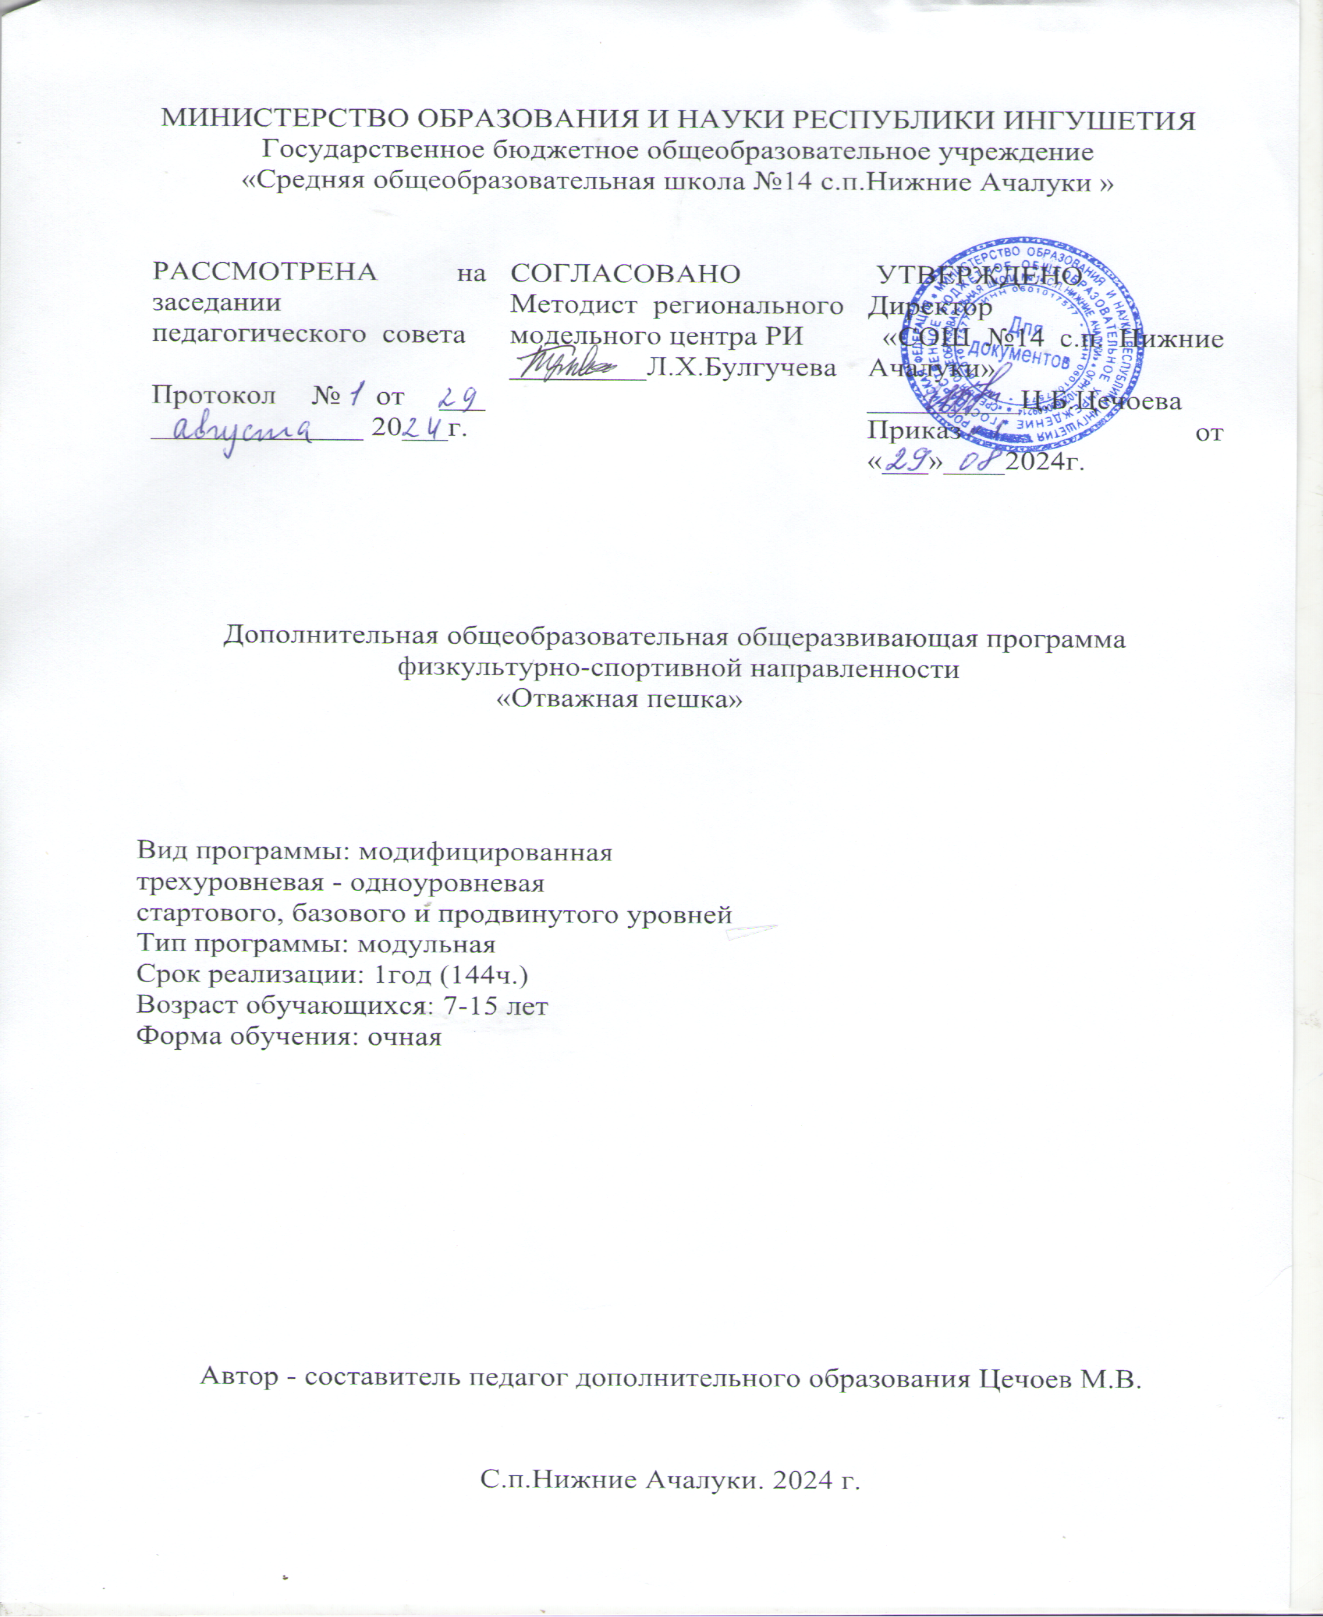 МИНИСТЕРСТВО ОБРАЗОВАНИЯ И НАУКИ РЕСПУБЛИКИ ИНГУШЕТИЯ
Государственное бюджетное общеобразовательное учреждение
«Средняя общеобразовательная школа №14 с.п.Нижние Ачалуки »
РАССМОТРЕНА на
заседании
педагогического совета
Протокол № 1 от 29
августа 2024г.
СОГЛАСОВАНО
Методист регионального
модельного центра РИ
Л.Х.Булгучева
УТВЕРЖДЕНО
Директор
«СОШ №14 с.п. Нижние
Ачалуки»
Ц.Б.Цечоева
Приказ от
«29» 08 2024г.
Для
документов
Дополнительная общеобразовательная общеразвивающая программа
физкультурно-спортивной направленности
«Отважная пешка»
Вид программы: модифицированная
трехуровневая - одноуровневая
стартового, базового и продвинутого уровней
Тип программы: модульная
Срок реализации: 1год (144ч.)
Возраст обучающихся: 7-15 лет
Форма обучения: очная
Автор - составитель педагог дополнительного образования Цечоев М.В.
С.п.Нижние Ачалуки. 2024 г.